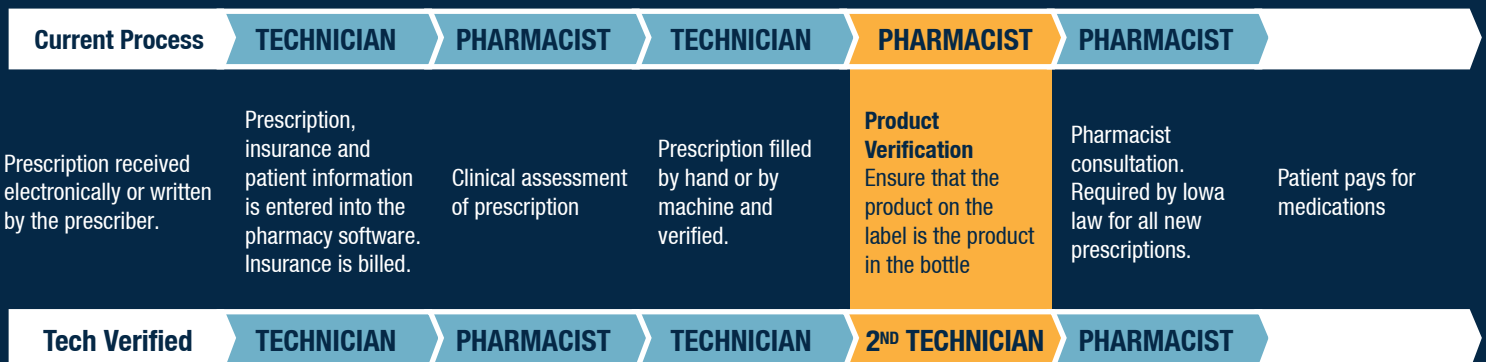 Current Process
TECHNICIAN
PHARMACIST
TECHNICIAN
PHARMACIST
PHARMACIST
Prescription received
electronically or written
by the prescriber.
Prescription,
insurance and
patient information
is entered into the
pharmacy software.
Insurance is billed.
Clinical assessment
of prescription
Prescription filled
by hand or by
machine and
verified.
Product
Verification
Ensure that the
product on the
label is the product
in the bottle
Pharmacist
consultation.
Required by Iowa
law for all new
prescriptions.
Patient pays for
medications
Tech Verified
TECHNICIAN
PHARMACIST
TECHNICIAN
2ND TECHNICIAN
PHARMACIST